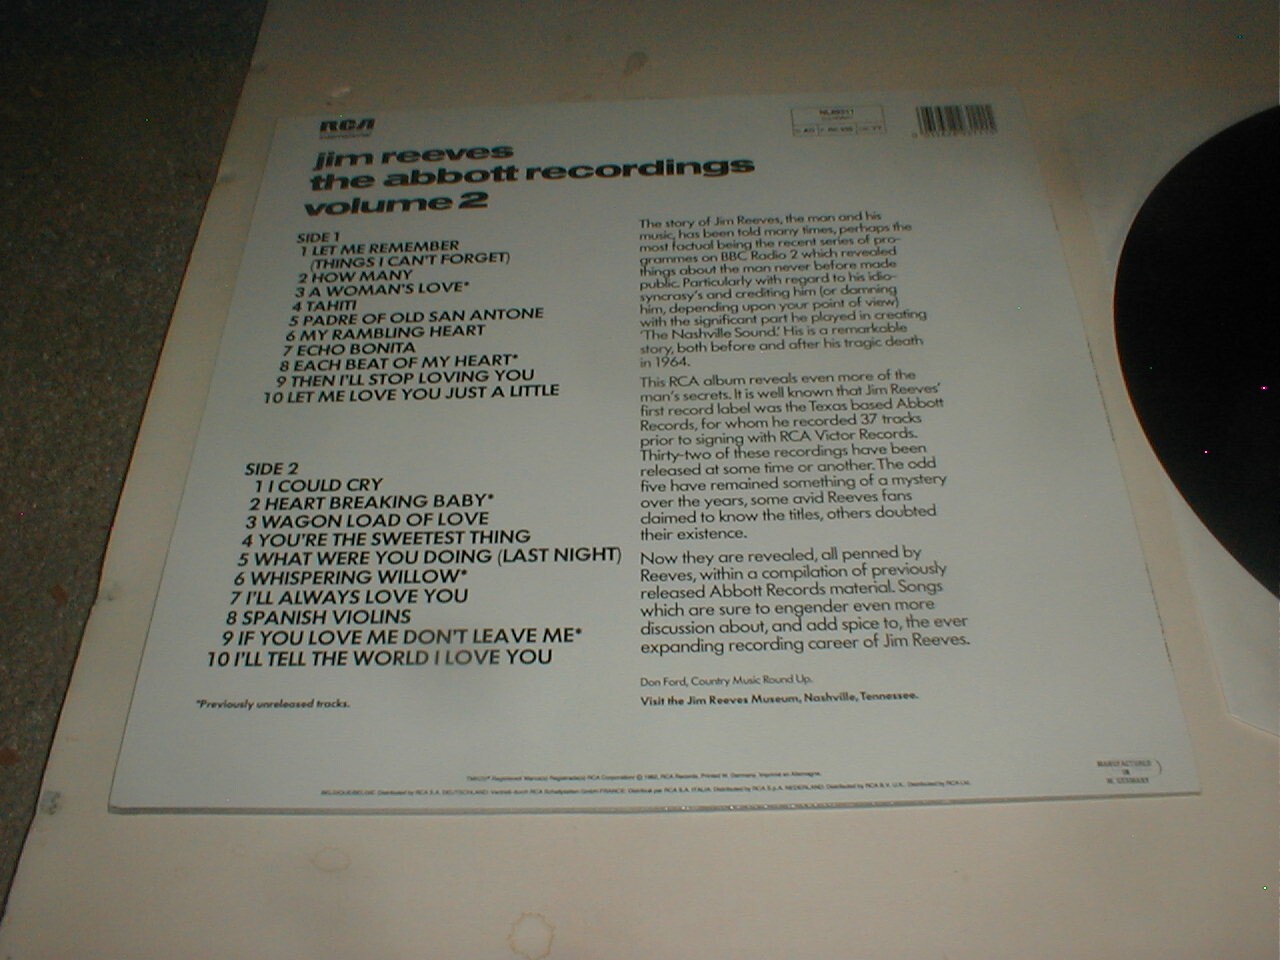 RCA
jim reeves
the abbott recordings
volume 2
SIDE 1
1 LET ME REMEMBER
(THINGS I CAN'T FORGET)
2 HOW MANY
3 A WOMAN'S LOVE*
4 TAHITI
5 PADRE OF OLD SAN ANTONE
6 MY RAMBLING HEART
7 ECHO BONITA
8 EACH BEAT OF MY HEART*
9 THEN I'LL STOP LOVING YOU
10 LET ME LOVE YOU JUST A LITTLE
SIDE 2
1 I COULD CRY
2 HEART BREAKING BABY*
3 WAGON LOAD OF LOVE
4 YOU'RE THE SWEETEST THING
5 WHAT WERE YOU DOING (LAST NIGHT)
6 WHISPERING WILLOW*
7 I'LL ALWAYS LOVE YOU
8 SPANISH VIOLINS
9 IF YOU LOVE ME DON'T LEAVE ME*
10 I'LL TELL THE WORLD I LOVE YOU
*Previously unreleased tracks.
The story of Jim Reeves, the man and his
music, has been told many times, perhaps the
most factual being the recent series of pro-
grammes on BBC Radio 2 which revealed
things about the man never before made
public. Particularly with regard to his idio-
syncrasy's and crediting him (or damning
him, depending upon your point of view)
with the significant part he played in creating
'The Nashville Sound.' His is a remarkable
story, both before and after his tragic death
in 1964.
This RCA album reveals even more of the
man's secrets. It is well known that Jim Reeves'
first record label was the Texas based Abbott
Records, for whom he recorded 37 tracks
prior to signing with RCA Victor Records.
Thirty-two of these recordings have been
released at some time or another. The odd
five have remained something of a mystery
over the years, some avid Reeves fans
claimed to know the titles, others doubted
their existence.
Now they are revealed, all penned by
Reeves, within a compilation of previously
released Abbott Records material. Songs
which are sure to engender even more
discussion about, and add spice to, the ever
expanding recording career of Jim Reeves.
Don Ford, Country Music Round Up.
Visit the Jim Reeves Museum, Nashville, Tennessee.
MANUFACTURED
IN
W. GERMANY